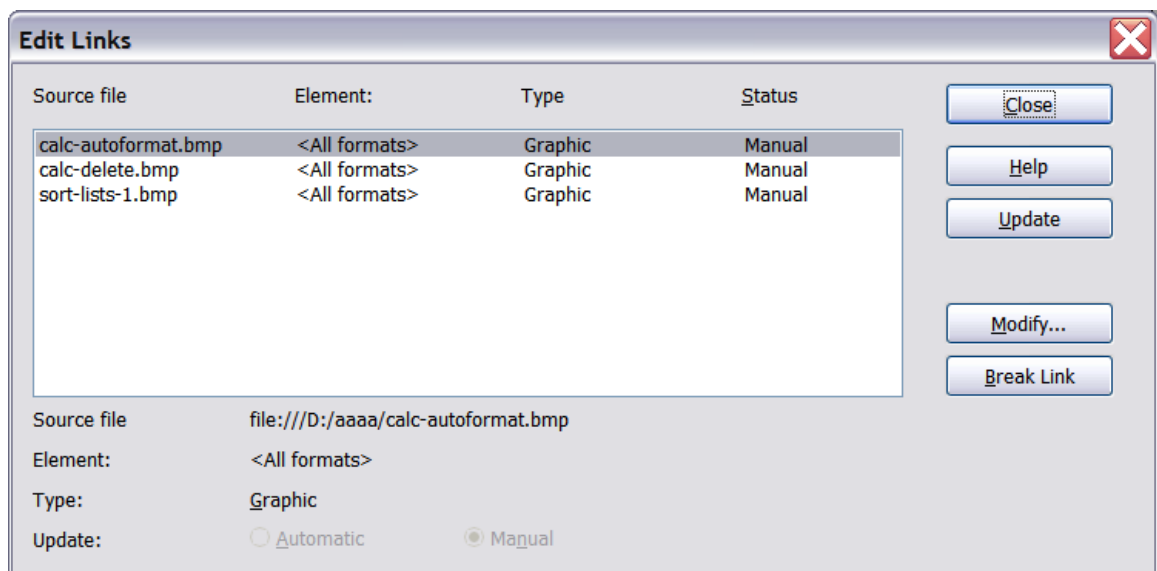 Edit Links
Source file Element: Type Status
calc-autoformat.bmp <All formats> Graphic Manual
calc-delete.bmp <All formats> Graphic Manual
sort-lists-1.bmp <All formats> Graphic Manual
Close
Help
Update
Modify...
Break Link
Source file file:///D:/aaaa/calc-autoformat.bmp
Element: <All formats>
Type: Graphic
Update: Automatic Manual